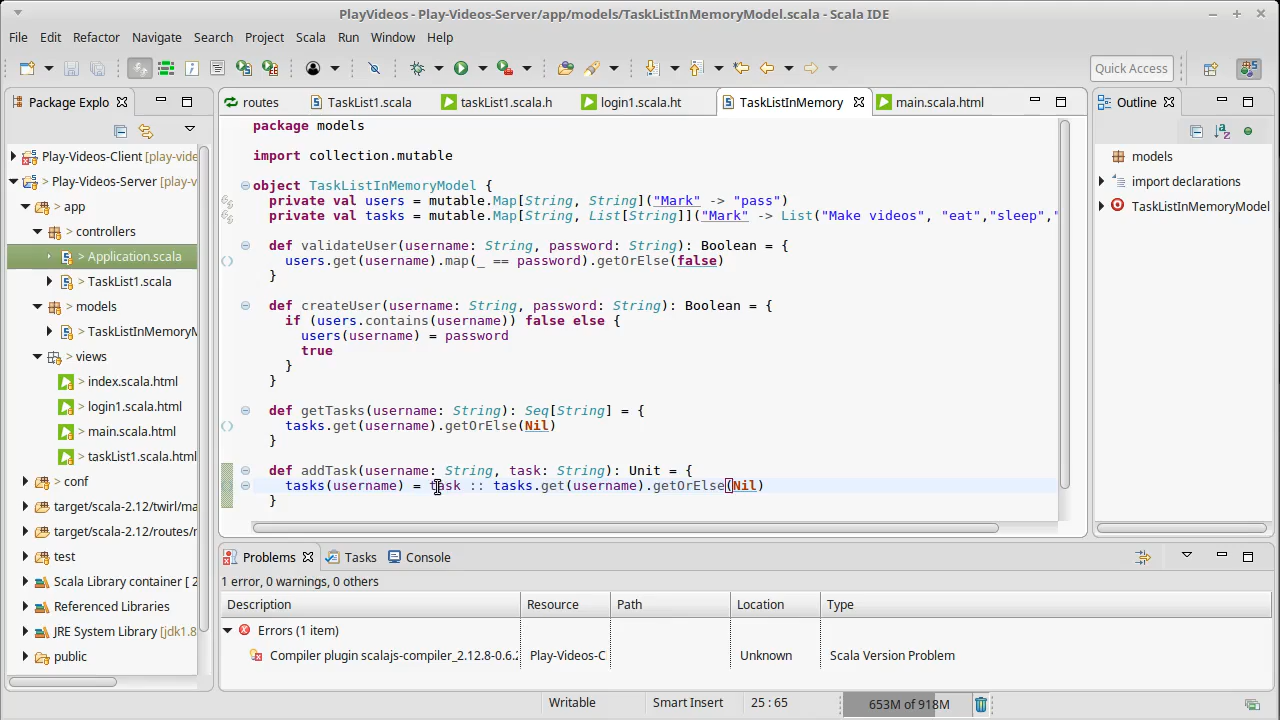 PlayVideos - Play-Videos-Server/app/models/TaskListInMemoryModel.scala - Scala IDE
File Edit Refactor Navigate Search Project Scala Run Window Help
Quick Access
Package Explo
routes TaskList1.scala taskList1.scala.h login1.scala.ht TaskListInMemory main.scala.html
Outline
Play-Videos-Client [play-vide
Play-Videos-Server [play-v
> app
> controllers
> Application.scala
> TaskList1.scala
> models
> TaskListInMemoryM
> views
> index.scala.html
> login1.scala.html
> main.scala.html
> taskList1.scala.html
> conf
target/scala-2.12/twirl/ma
target/scala-2.12/routes/r
test
Scala Library container [ 2
Referenced Libraries
JRE System Library [jdk1.8
public
package models
import collection.mutable
object TaskListInMemoryModel {
private val users = mutable.Map[String, String]("Mark" -> "pass")
private val tasks = mutable.Map[String, List[String]]("Mark" -> List("Make videos", "eat","sleep","
def validateUser(username: String, password: String): Boolean = {
users.get(username).map(_ == password).getOrElse(false)
}
def createUser(username: String, password: String): Boolean = {
if (users.contains(username)) false else {
users(username) = password
true
}
}
def getTasks(username: String): Seq[String] = {
tasks.get(username).getOrElse(Nil)
}
def addTask(username: String, task: String): Unit = {
tasks(username) = task :: tasks.get(username).getOrElse(Nil)
}
models
import declarations
TaskListInMemoryModel
Problems Tasks Console
1 error, 0 warnings, 0 others
Description Resource Path Location Type
Errors (1 item)
Compiler plugin scalajs-compiler_2.12.8-0.6.2 Play-Videos-C Unknown Scala Version Problem
Writable Smart Insert 25 : 65 653M of 918M